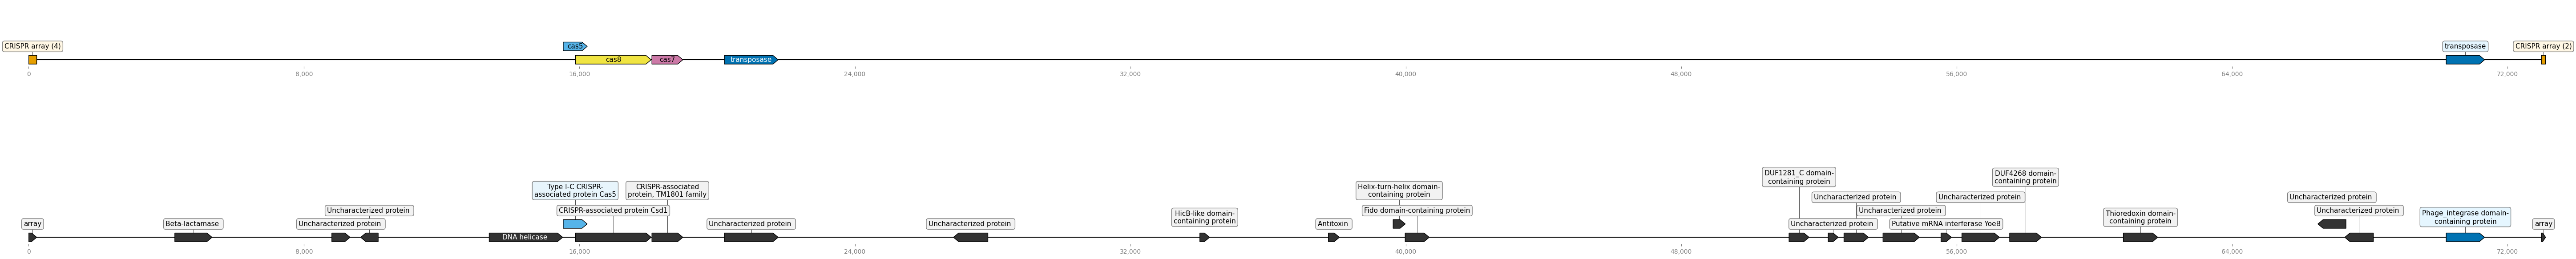 CRISPR array (4)
cas5
transposase
CRISPR array (2)
cas8
cas7
transposase
0
8,000
16,000
24,000
32,000
40,000
48,000
56,000
64,000
72,000
DUF1281_C domain-
containing protein
DUF4268 domain-
containing protein
Type I-C CRISPR-
associated protein Cas5
CRISPR-associated
protein, TM1801 family
Helix-turn-helix domain-
containing protein
Uncharacterized protein
Uncharacterized protein
Uncharacterized protein
Uncharacterized protein
CRISPR-associated protein Csd1
HicB-like domain-
containing protein
Fido domain-containing protein
Uncharacterized protein
Thioredoxin domain-
containing protein
Uncharacterized protein
Phage_integrase domain-
containing protein
array
Beta-lactamase
Uncharacterized protein
Uncharacterized protein
Uncharacterized protein
Antitoxin
Uncharacterized protein
Putative mRNA interferase YoeB
array
DNA helicase
0
8,000
16,000
24,000
32,000
40,000
48,000
56,000
64,000
72,000